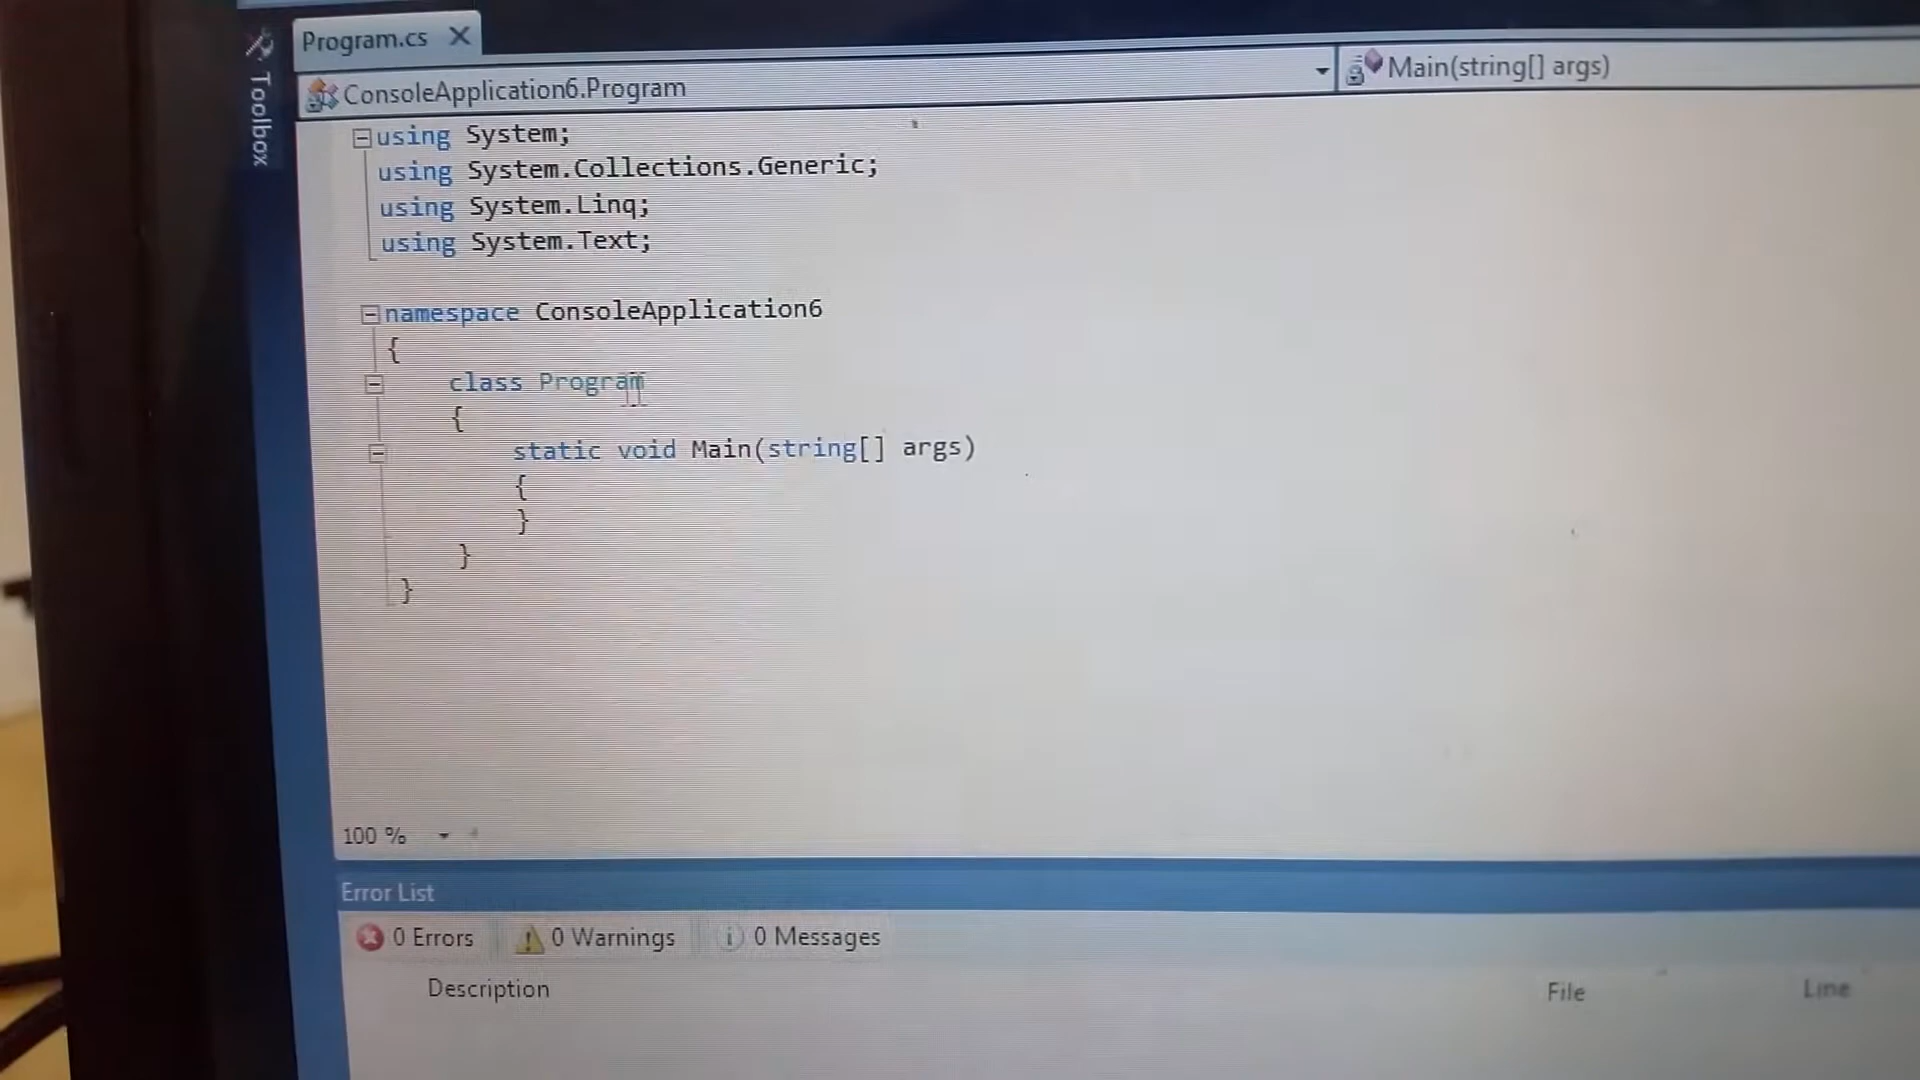 Program.cs
Toolbox
ConsoleApplication6.Program
Main(string[] args)
using System;
using System.Collections.Generic;
using System.Linq;
using System.Text;
namespace ConsoleApplication6
{
class Program
{
static void Main(string[] args)
{
}
}
}
100 %
Error List
0 Errors
0 Warnings
0 Messages
Description
File
Line